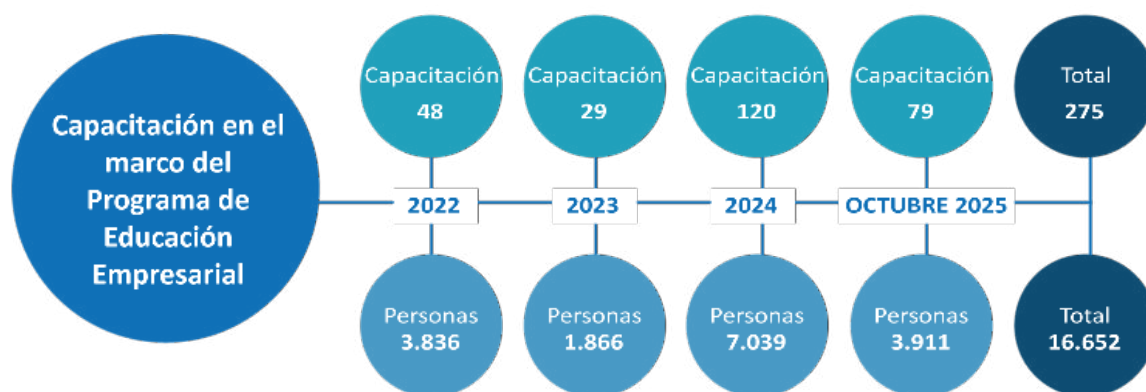 Capacitación en el
marco del
Programa de
Educación
Empresarial
Capacitación
48
Capacitación
29
Capacitación
120
Capacitación
79
Total
275
2022
2023
2024
OCTUBRE 2025
Personas
3.836
Personas
1.866
Personas
7.039
Personas
3.911
Total
16.652